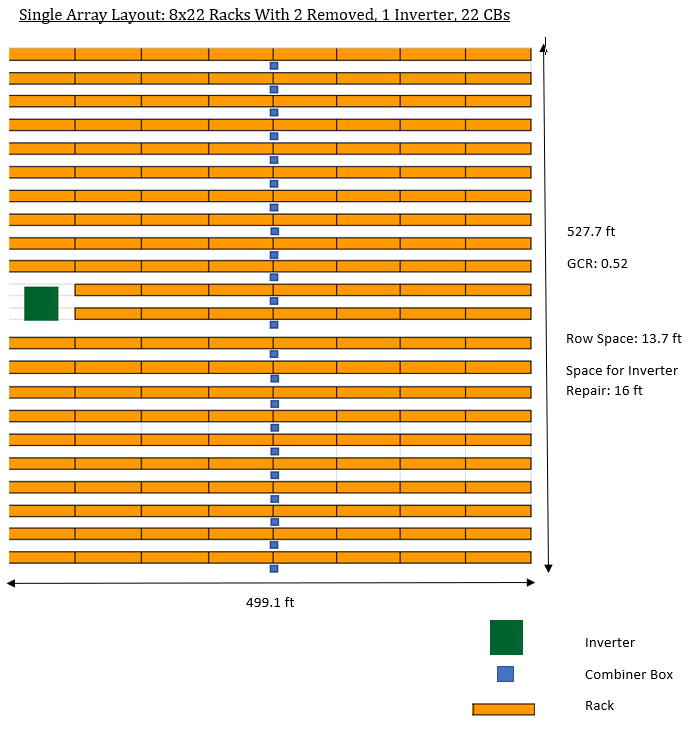 Single Array Layout: 8x22 Racks With 2 Removed, 1 Inverter, 22 CBs
527.7 ft
GCR: 0.52
Row Space: 13.7 ft
Space for Inverter
Repair: 16 ft
499.1 ft
Inverter
Combiner Box
Rack